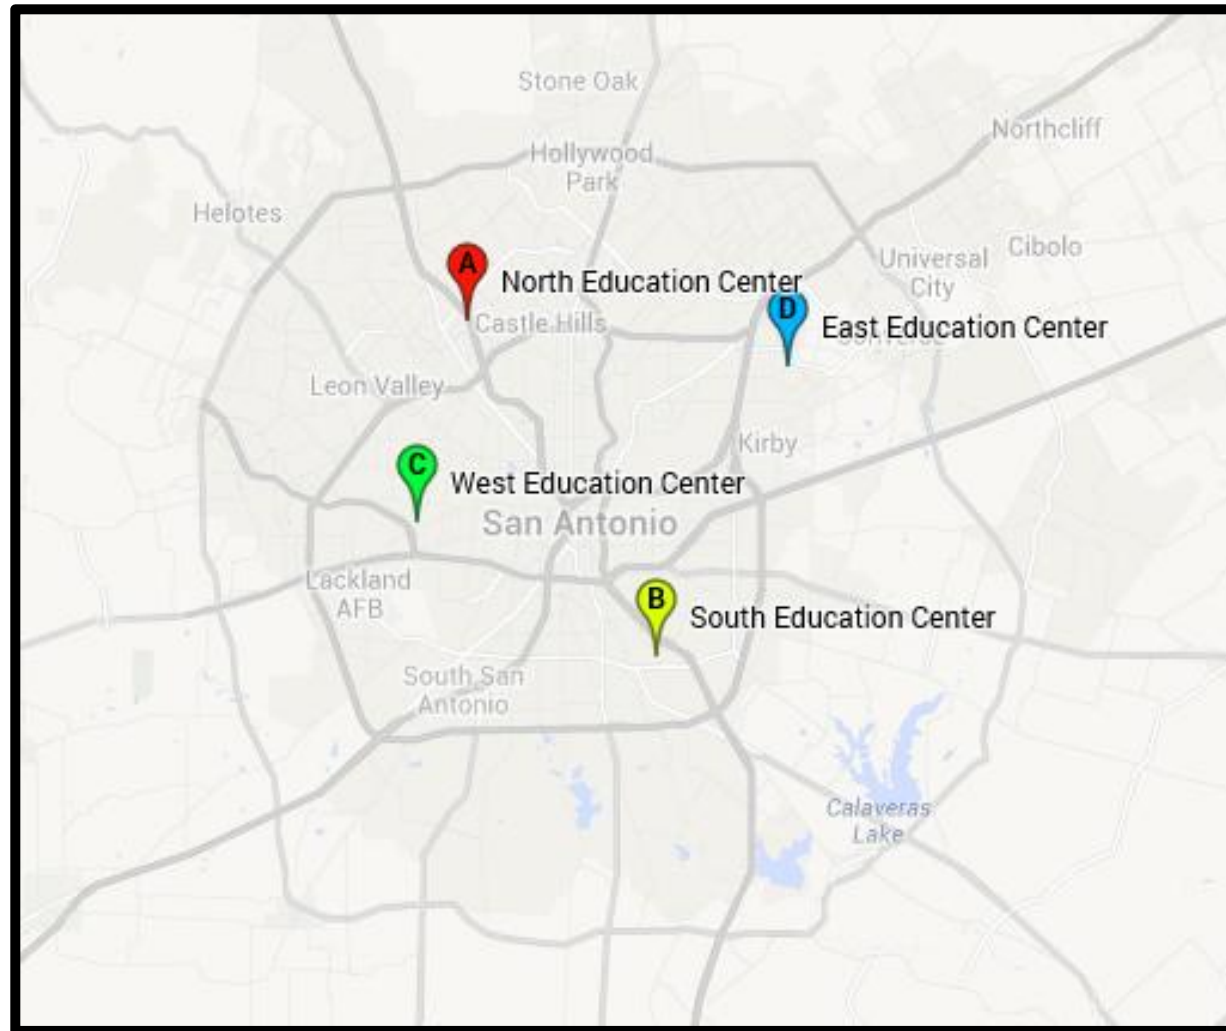 Stone Oak
Northcliff
Hollywood
Park
Helotes
Cibolo
Universal
City
A
North Education Center
D
East Education Center
Castle Hills
Leon Valley
Kirby
C
West Education Center
San Antonio
Lackland
AFB
B
South Education Center
South San
Antonio
Calaveras
Lake